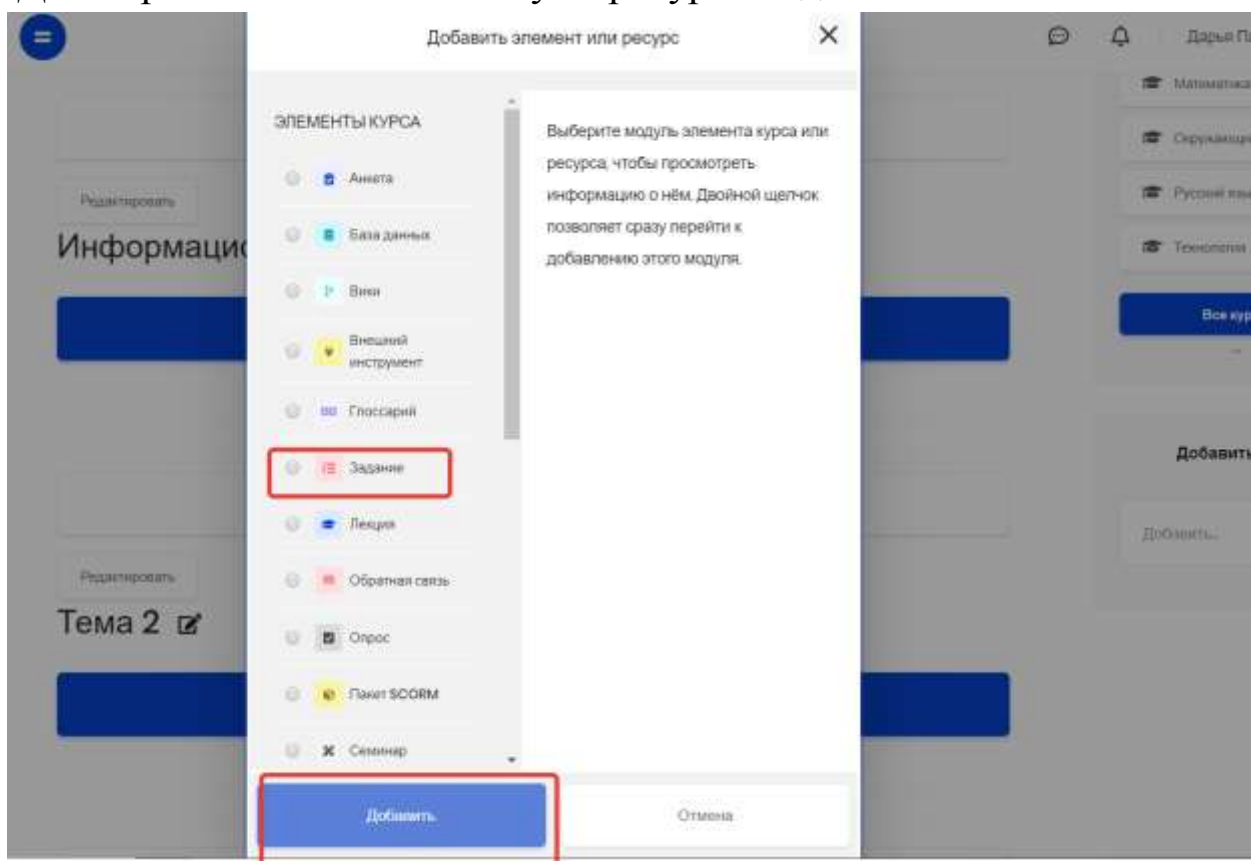 Добавить элемент или ресурс
Дарья
Математика
ЭЛЕМЕНТЫ КУРСА
Выберите модуль элемента курса или
ресурса, чтобы просмотреть
информацию о нём. Двойной щелчок
позволяет сразу перейти к
добавлению этого модуля.
Анкета
База данных
Вики
Внешний
инструмент
Глоссарий
Задание
Лекция
Обратная связь
Опрос
Пакет SCORM
Семинар
Добавить
Отмена
Редактировать
Информацио
Редактировать
Тема 2
Русский язы
Технология
Все кур
Добавить
Добавить...